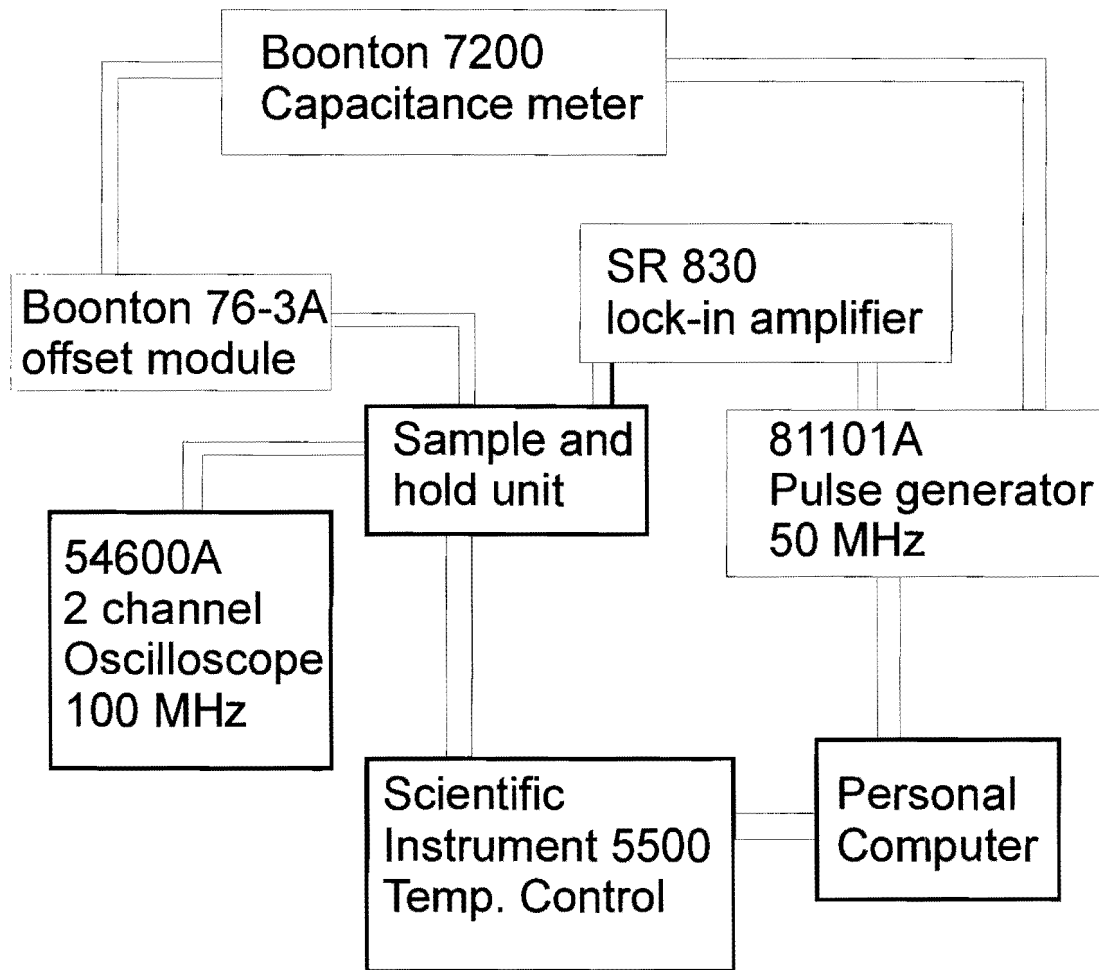 Boonton 7200
Capacitance meter
SR 830
lock-in amplifier
Boonton 76-3A
offset module
Sample and
hold unit
81101A
Pulse generator
50 MHz
54600A
2 channel
Oscilloscope
100 MHz
Scientific
Instrument 5500
Temp. Control
Personal
Computer